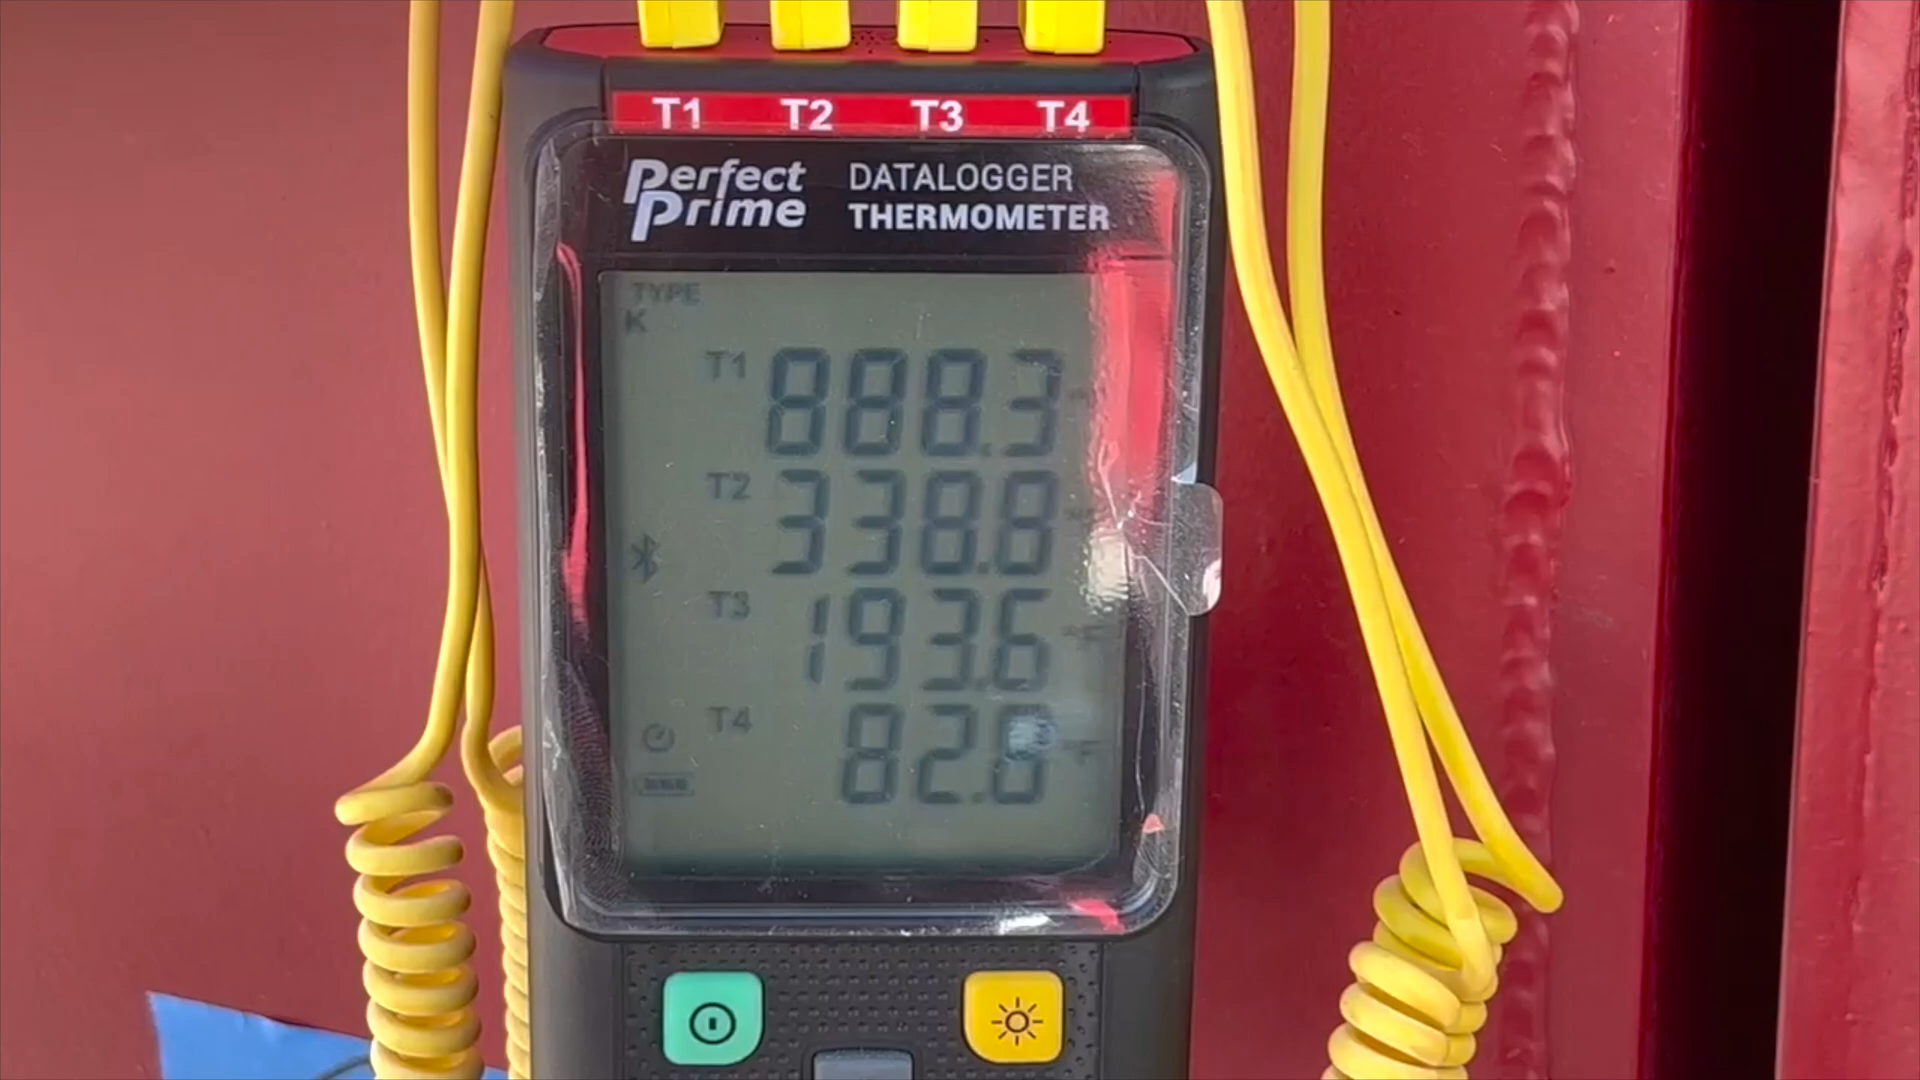 T1 T2 T3 T4
Perfect Prime
DATALOGGER
THERMOMETER
TYPE
K
T1 888.3
T2 338.8
T3 193.6 °F
T4 82.8 °F